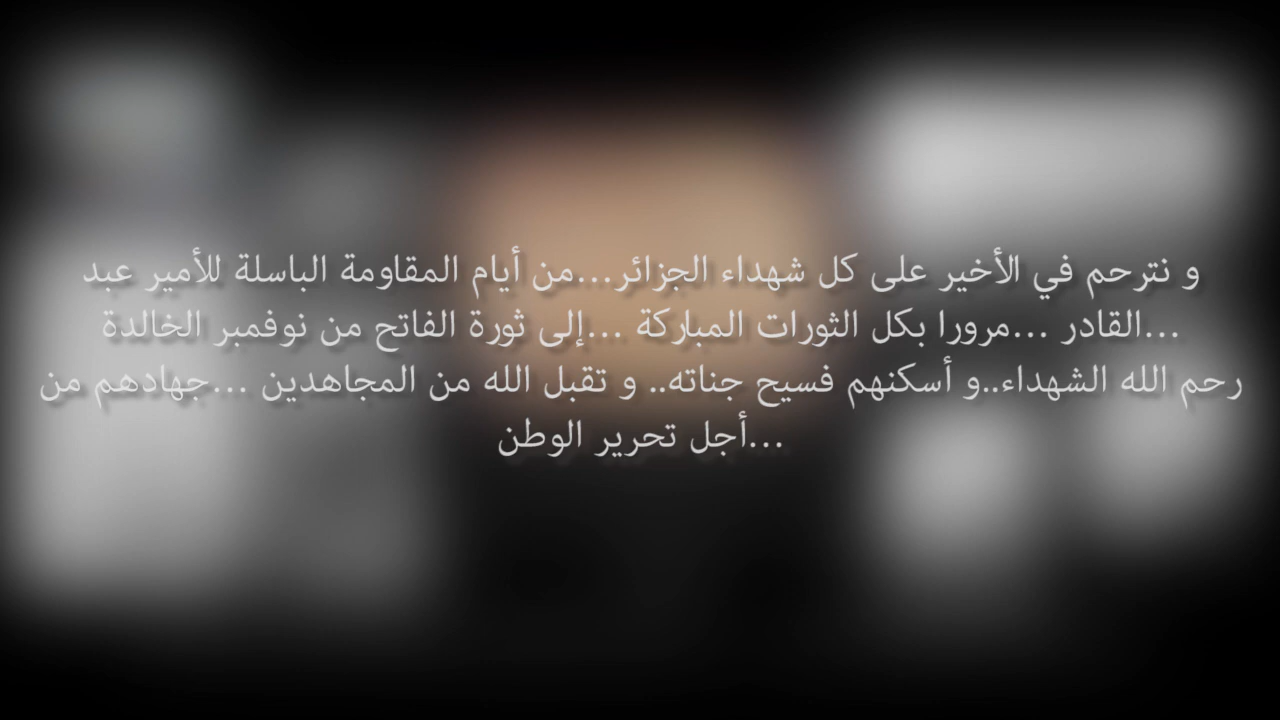 و نترحم في الأخير على كل شهداء الجزائر...من أيام المقاومة الباسلة للأمير عبد
...القادر ...مرورا بكل الثورات المباركة ...إلى ثورة الفاتح من نوفمبر الخالدة
رحم الله الشهداء..و أسكنهم فسيح جناته.. و تقبل الله من المجاهدين ...جهادهم من
...أجل تحرير الوطن